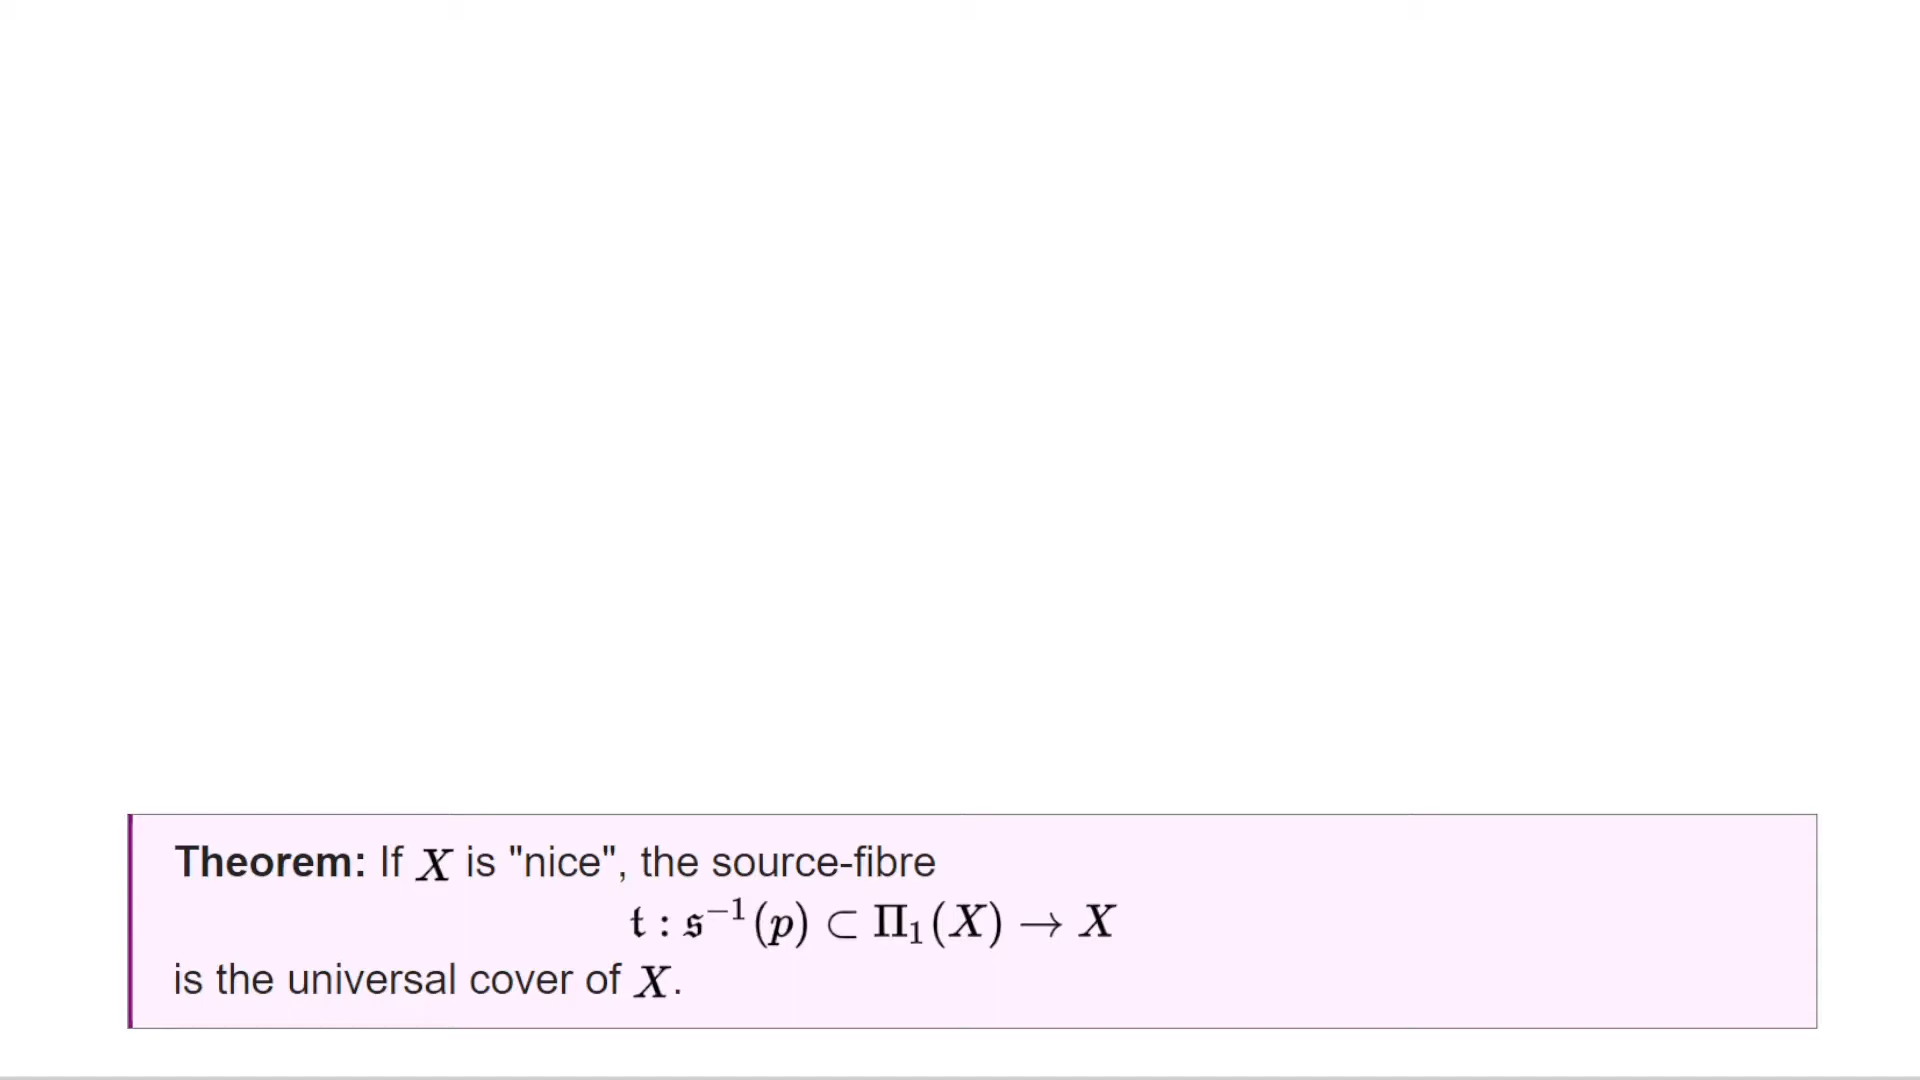 Theorem: If X is "nice", the source-fibre
𝔱 : 𝔰⁻¹(p) ⊂ Π₁(X) → X
is the universal cover of X.